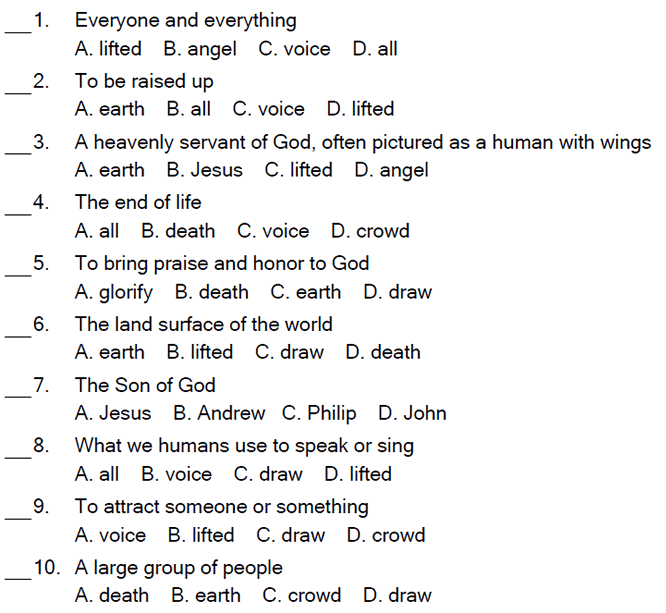 ___1. Everyone and everything
A. lifted B. angel C. voice D. all
___2. To be raised up
A. earth B. all C. voice D. lifted
___3. A heavenly servant of God, often pictured as a human with wings
A. earth B. Jesus C. lifted D. angel
___4. The end of life
A. all B. death C. voice D. crowd
___5. To bring praise and honor to God
A. glorify B. death C. earth D. draw
___6. The land surface of the world
A. earth B. lifted C. draw D. death
___7. The Son of God
A. Jesus B. Andrew C. Philip D. John
___8. What we humans use to speak or sing
A. all B. voice C. draw D. lifted
___9. To attract someone or something
A. voice B. lifted C. draw D. crowd
___10. A large group of people
A. death B. earth C. crowd D. draw